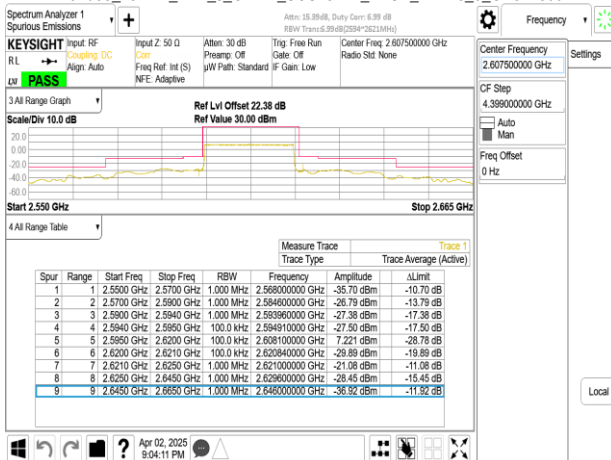 Spectrum Analyzer 1
Spurious Emissions
Attn: 15.39dB, Duty Corr: 6.99 dB
RBW Trans:6.99dB(2594~2621MHz)
Frequency
KEYSIGHT
Input: RF
Input Z: 50 Ω
Atten: 30 dB
Trig: Free Run
Center Freq: 2.607500000 GHz
RL
Coupling: DC
Corr
Preamp: Off
Gate: Off
Radio Std: None
Align: Auto
Freq Ref: Int (S)
µW Path: Standard
IF Gain: Low
LXI
PASS
NFE: Adaptive
Center Frequency
2.607500000 GHz
Settings
CF Step
4.399000000 GHz
Auto
Man
Freq Offset
0 Hz
Local
3 All Range Graph
Scale/Div 10.0 dB
Ref Lvl Offset 22.38 dB
Ref Value 30.00 dBm
20.0
0.00
-20.0
-40.0
-60.0
Start 2.550 GHz
Stop 2.665 GHz
4 All Range Table
Measure Trace Trace 1
Trace Type Trace Average (Active)
Spur Range Start Freq Stop Freq RBW Frequency Amplitude ΔLimit
1 1 2.5500 GHz 2.5700 GHz 1.000 MHz 2.568000000 GHz -35.70 dBm -10.70 dB
2 2 2.5700 GHz 2.5900 GHz 1.000 MHz 2.584600000 GHz -26.79 dBm -13.79 dB
3 3 2.5900 GHz 2.5940 GHz 1.000 MHz 2.593960000 GHz -27.38 dBm -17.38 dB
4 4 2.5940 GHz 2.5950 GHz 100.0 kHz 2.594910000 GHz -27.50 dBm -17.50 dB
5 5 2.5950 GHz 2.6200 GHz 100.0 kHz 2.608100000 GHz 7.221 dBm -28.78 dB
6 6 2.6200 GHz 2.6210 GHz 100.0 kHz 2.620840000 GHz -29.89 dBm -19.89 dB
7 7 2.6210 GHz 2.6250 GHz 1.000 MHz 2.621000000 GHz -21.08 dBm -11.08 dB
8 8 2.6250 GHz 2.6450 GHz 1.000 MHz 2.629600000 GHz -28.45 dBm -15.45 dB
9 9 2.6450 GHz 2.6650 GHz 1.000 MHz 2.646000000 GHz -36.92 dBm -11.92 dB
Apr 02, 2025
9:04:11 PM